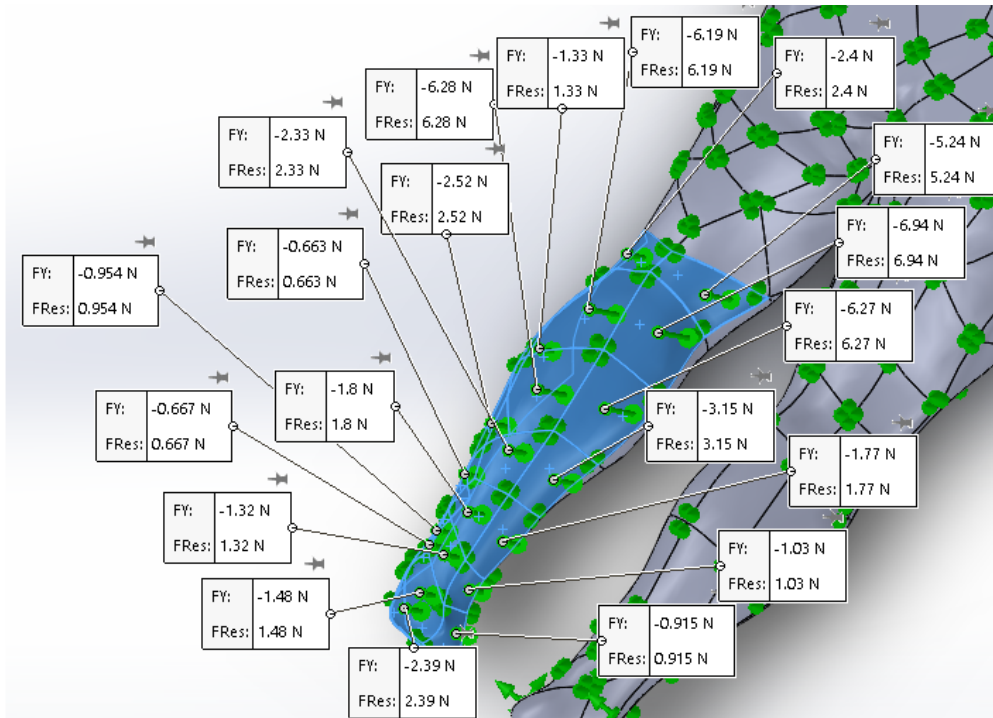 FY: -6.19 N
FRes: 6.19 N
FY: -1.33 N
FRes: 1.33 N
FY: -2.4 N
FRes: 2.4 N
FY: -6.28 N
FRes: 6.28 N
FY: -2.33 N
FRes: 2.33 N
FY: -5.24 N
FRes: 5.24 N
FY: -2.52 N
FRes: 2.52 N
FY: -6.94 N
FRes: 6.94 N
FY: -0.663 N
FRes: 0.663 N
FY: -0.954 N
FRes: 0.954 N
FY: -6.27 N
FRes: 6.27 N
FY: -1.8 N
FRes: 1.8 N
FY: -0.667 N
FRes: 0.667 N
FY: -3.15 N
FRes: 3.15 N
FY: -1.77 N
FRes: 1.77 N
FY: -1.32 N
FRes: 1.32 N
FY: -1.03 N
FRes: 1.03 N
FY: -1.48 N
FRes: 1.48 N
FY: -0.915 N
FRes: 0.915 N
FY: -2.39 N
FRes: 2.39 N